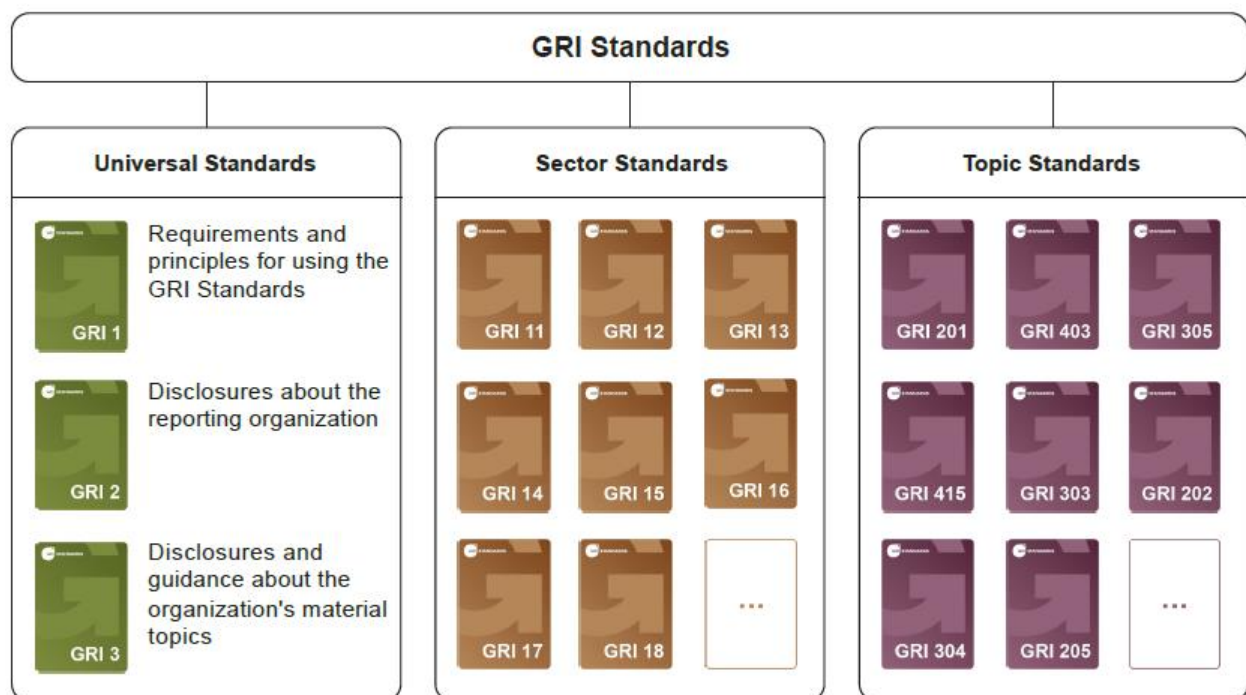 GRI Standards
Universal Standards
Requirements and
principles for using the
GRI Standards
GRI 1
Disclosures about the
reporting organization
GRI 2
Disclosures and
guidance about the
organization's material
topics
GRI 3
Sector Standards
GRI 11
GRI 12
GRI 13
GRI 14
GRI 15
GRI 16
GRI 17
GRI 18
...
Topic Standards
GRI 201
GRI 403
GRI 305
GRI 415
GRI 303
GRI 202
GRI 304
GRI 205
...